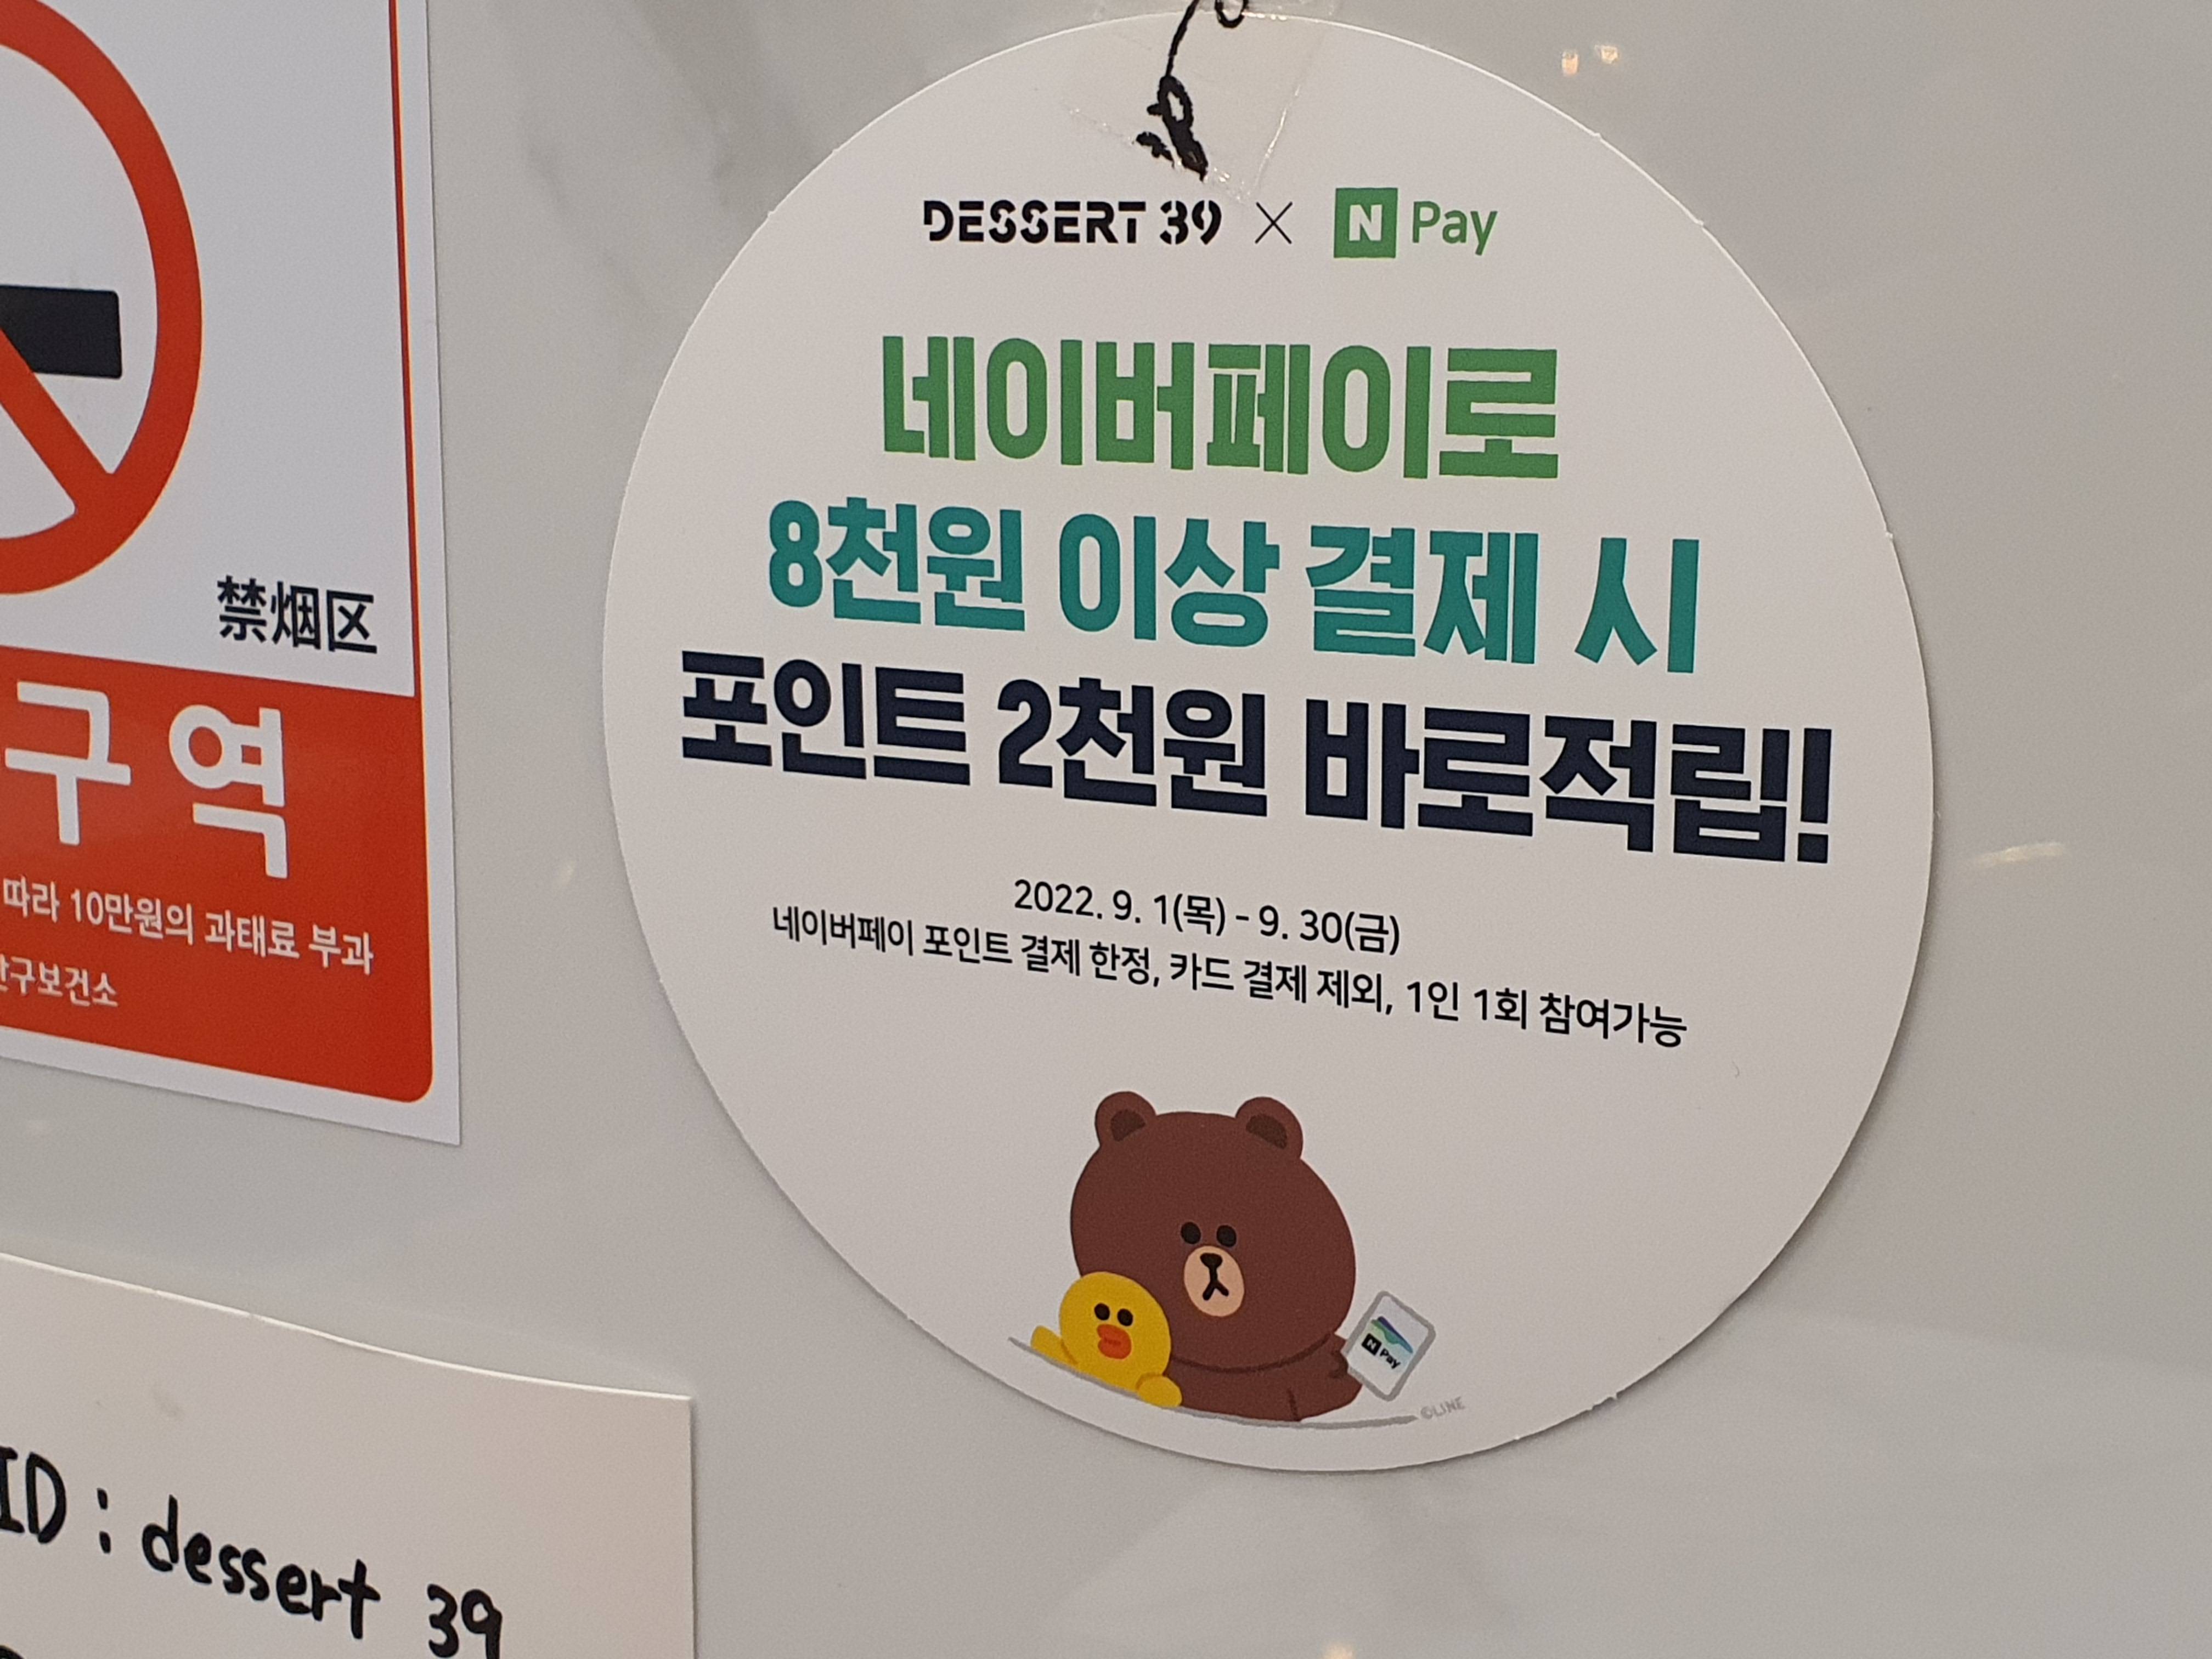 禁烟区
구역
따라 10만원의 과태료 부과
구보건소
DESSERT 39 × N Pay
네이버페이로
8천원 이상 결제 시
포인트 2천원 바로적립!
2022. 9. 1(목) - 9. 30(금)
네이버페이 포인트 결제 한정, 카드 결제 제외, 1인 1회 참여가능
N Pay
©LINE
ID : dessert 39